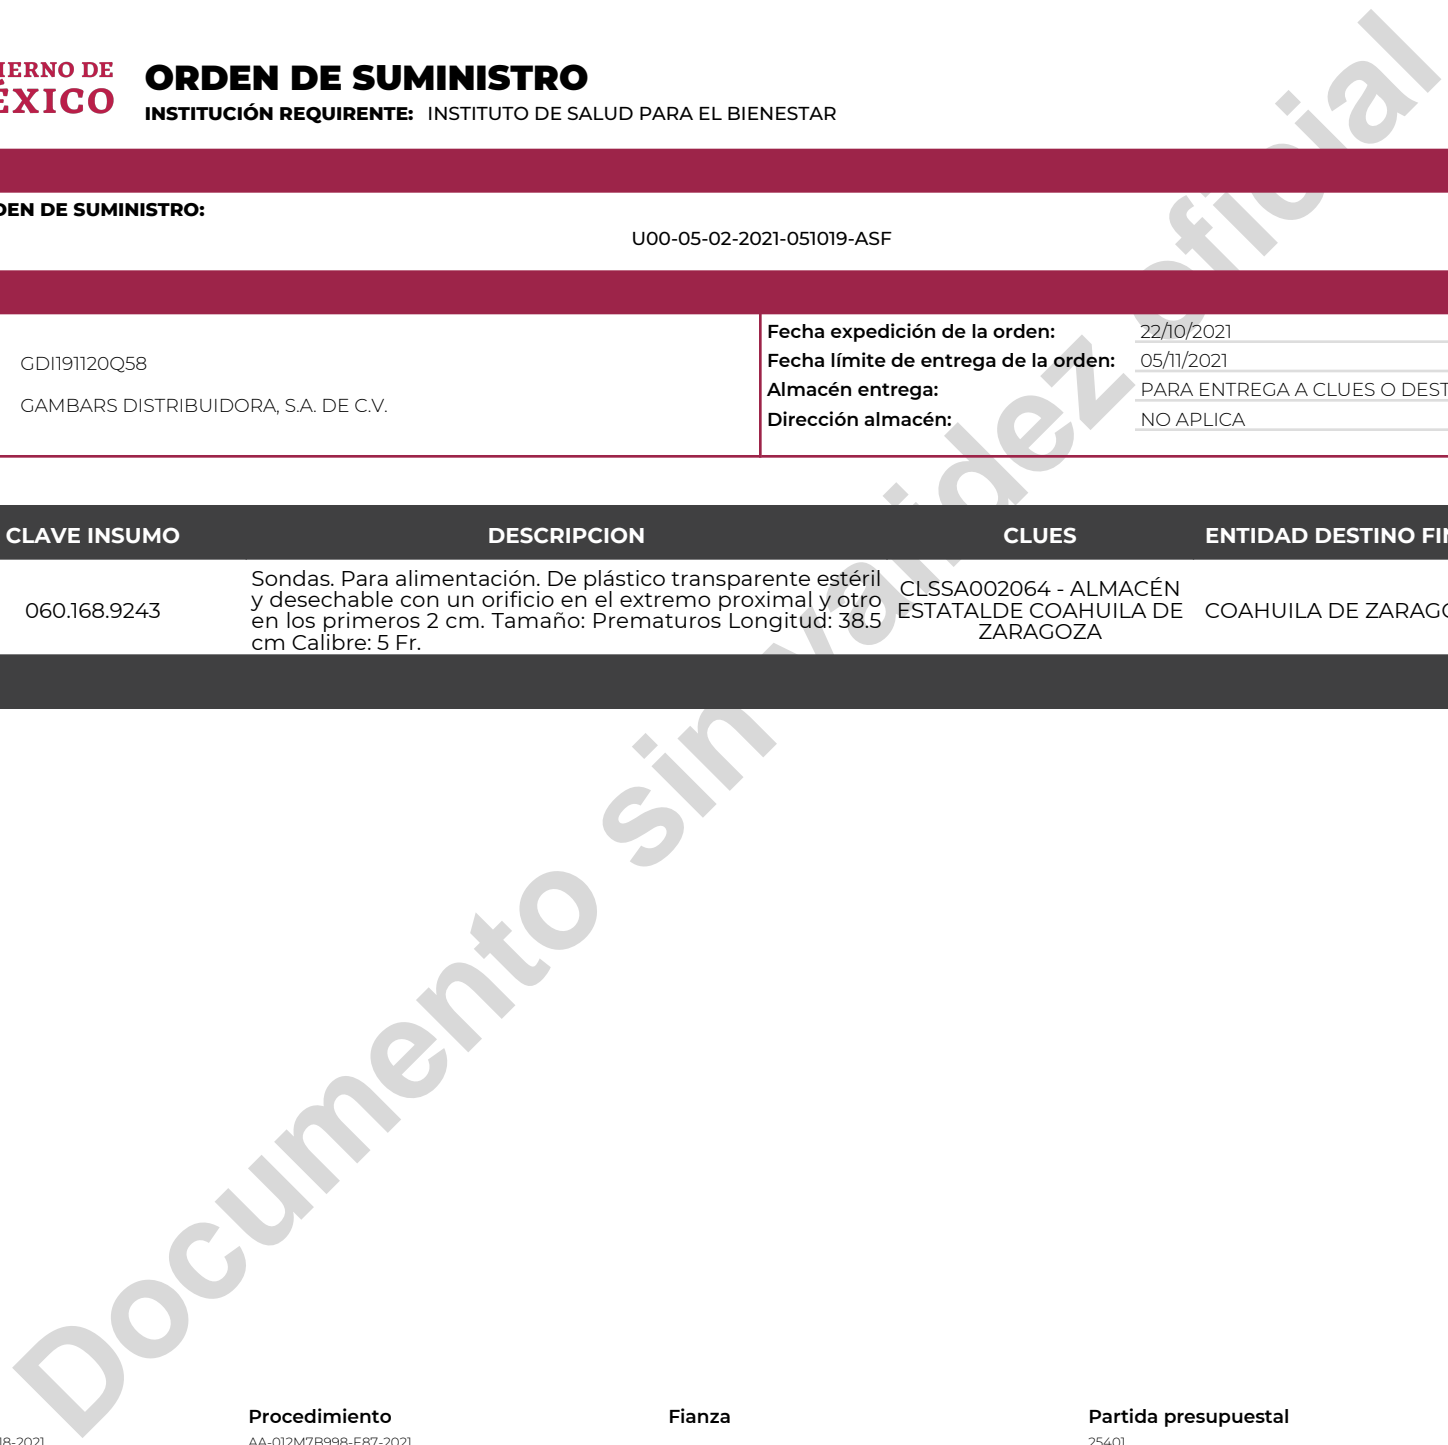 IERNO DE
ÉXICO
ORDEN DE SUMINISTRO
INSTITUCIÓN REQUIRENTE: INSTITUTO DE SALUD PARA EL BIENESTAR
DEN DE SUMINISTRO:
U00-05-02-2021-051019-ASF
GDI191120Q58
GAMBARS DISTRIBUIDORA, S.A. DE C.V.
Fecha expedición de la orden: 22/10/2021
Fecha límite de entrega de la orden: 05/11/2021
Almacén entrega: PARA ENTREGA A CLUES O DEST
Dirección almacén: NO APLICA
CLAVE INSUMO DESCRIPCION CLUES ENTIDAD DESTINO FIN
060.168.9243
Sondas. Para alimentación. De plástico transparente estéril
y desechable con un orificio en el extremo proximal y otro
en los primeros 2 cm. Tamaño: Prematuros Longitud: 38.5
cm Calibre: 5 Fr.
CLSSA002064 - ALMACÉN
ESTATALDE COAHUILA DE
ZARAGOZA
COAHUILA DE ZARAGO
Documento sin validez oficial
Procedimiento Fianza Partida presupuestal
18-2021 AA-012M7B998-E87-2021 25401